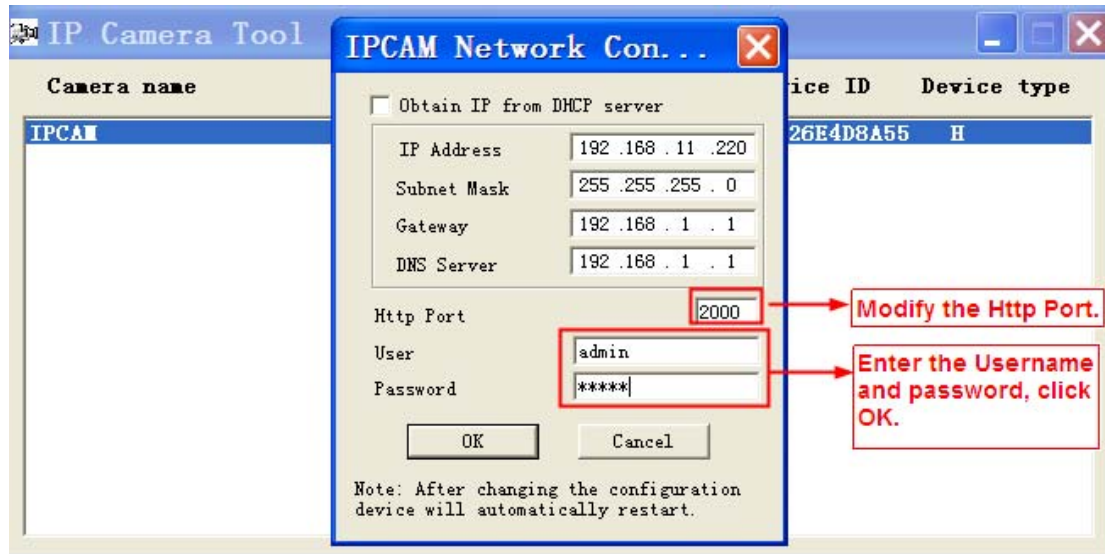 IP Camera Tool
IPCAM Network Con...
Camera name
ice ID Device type
Obtain IP from DHCP server
IPCAM
26E4D8A55 H
IP Address 192 .168 . 11 .220
Subnet Mask 255 .255 .255 . 0
Gateway 192 .168 . 1 . 1
DNS Server 192 .168 . 1 . 1
Http Port 2000
Modify the Http Port.
User admin
Password *****
Enter the Username
and password, click
OK.
OK Cancel
Note: After changing the configuration
device will automatically restart.